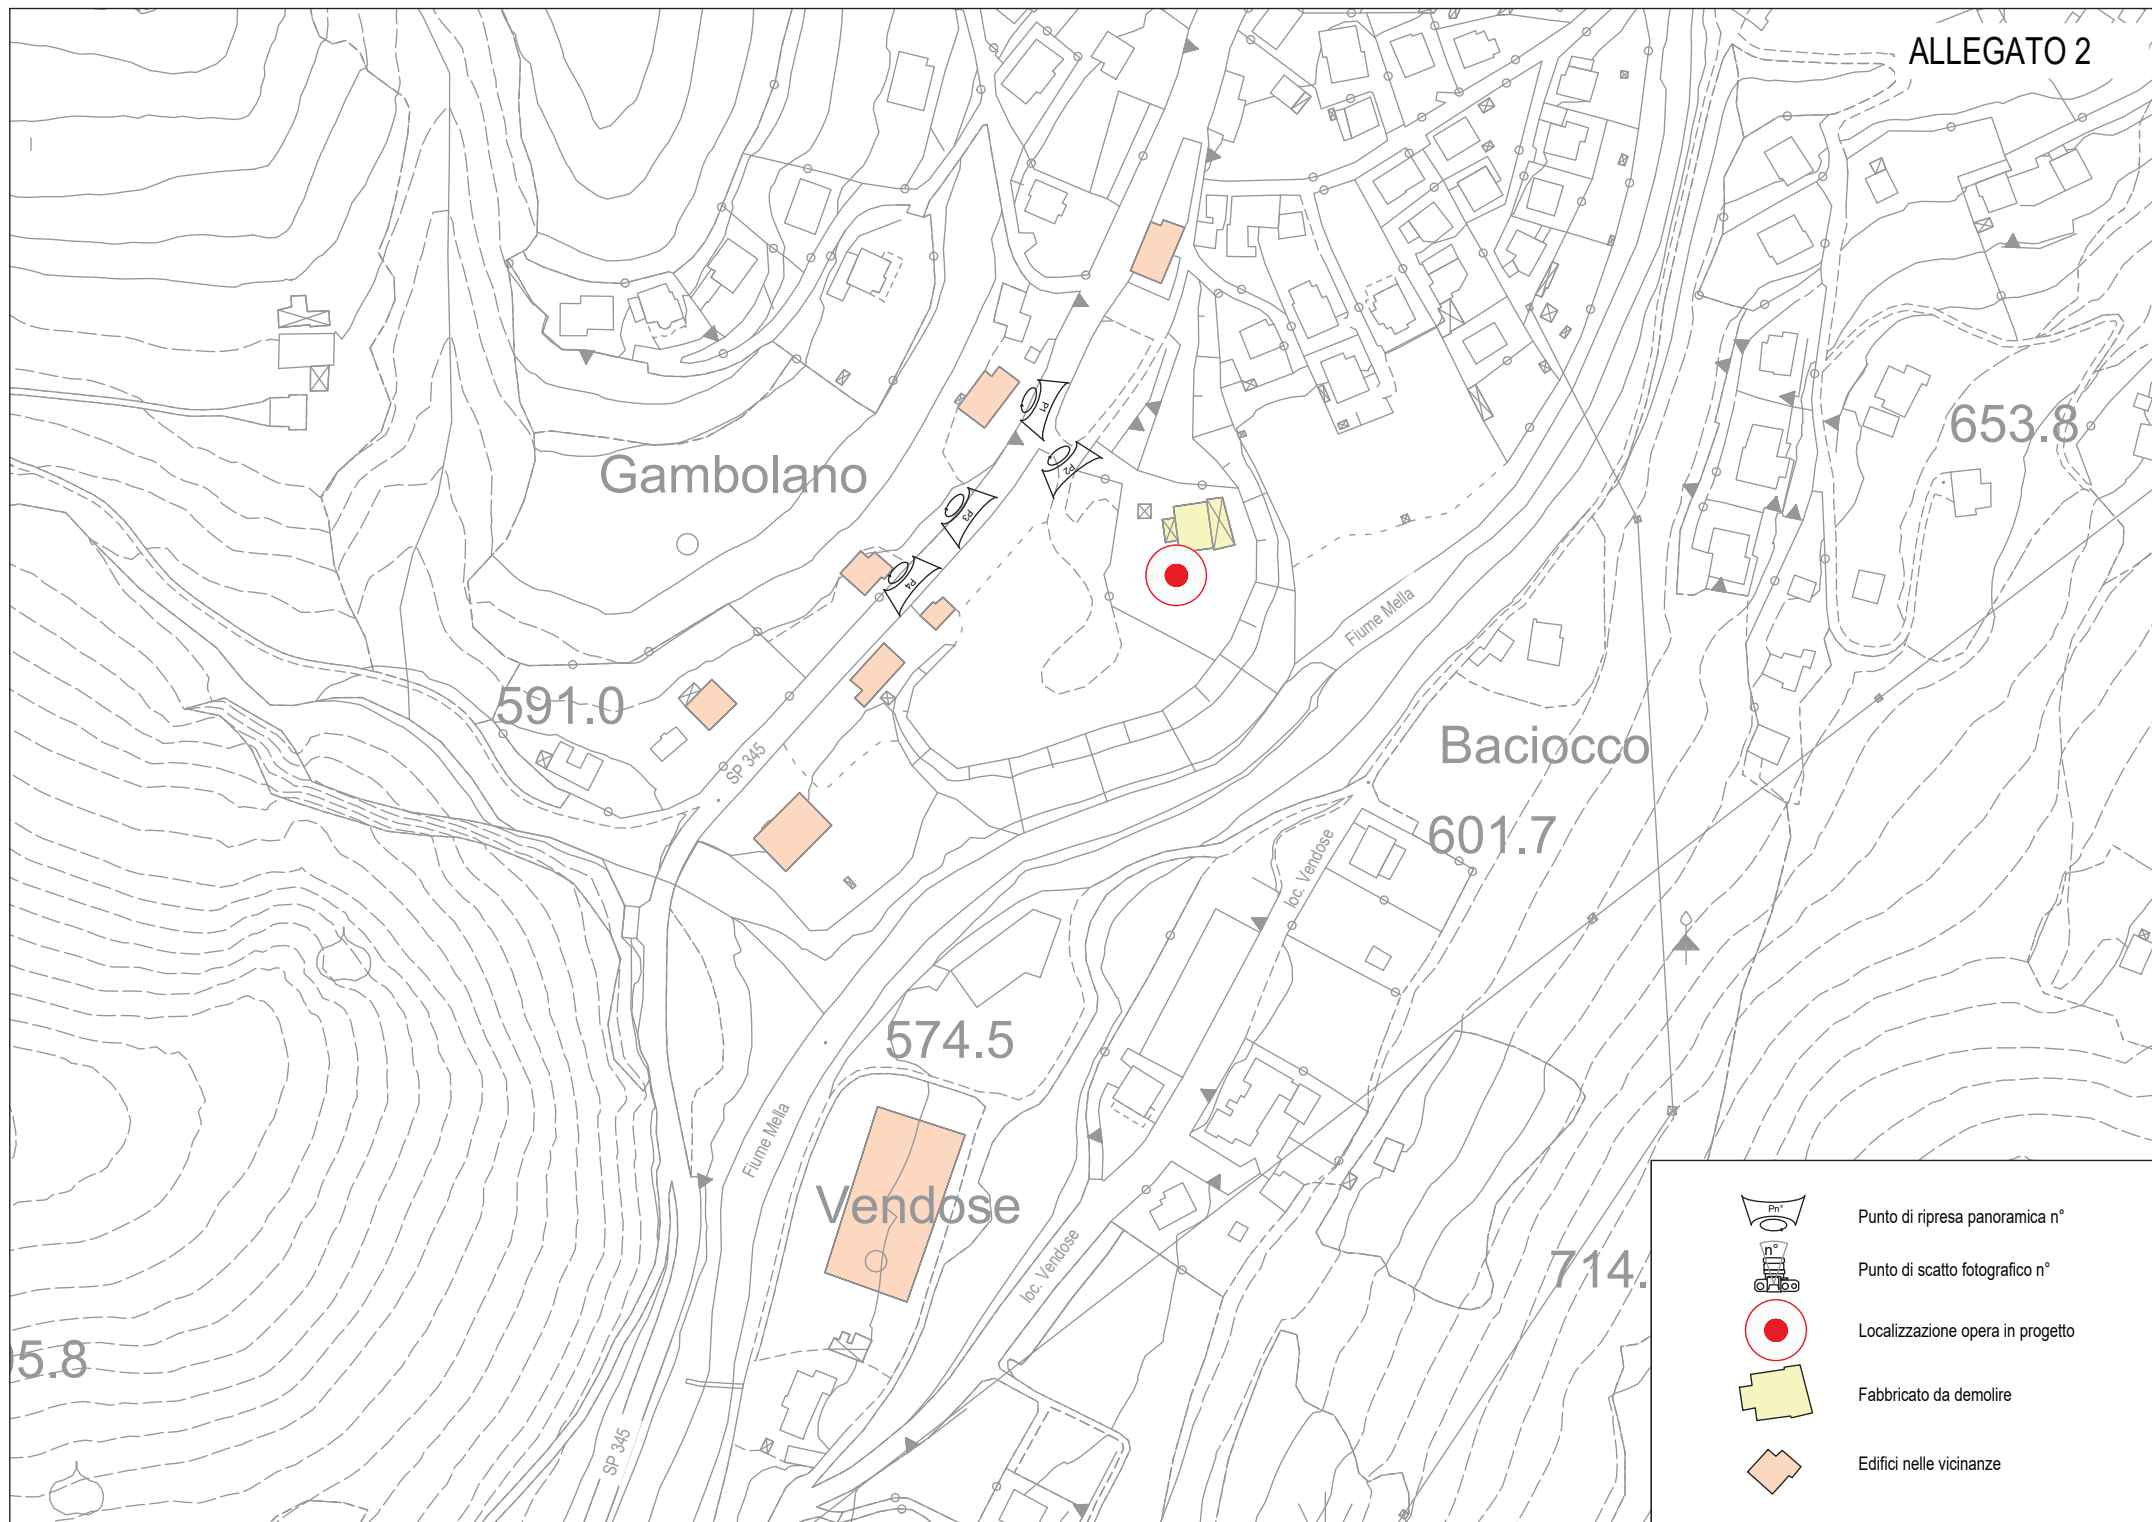 ALLEGATO 2
653.8
P1
P2
Gambolano
P3
P4
Fiume Mella
591.0
SP 345
Baciocco
601.7
loc. Vendose
574.5
Fiume Mella
Vendose
loc. Vendose
714.
5.8
SP 345
Pn°
Punto di ripresa panoramica n°
n°
Punto di scatto fotografico n°
Localizzazione opera in progetto
Fabbricato da demolire
Edifici nelle vicinanze